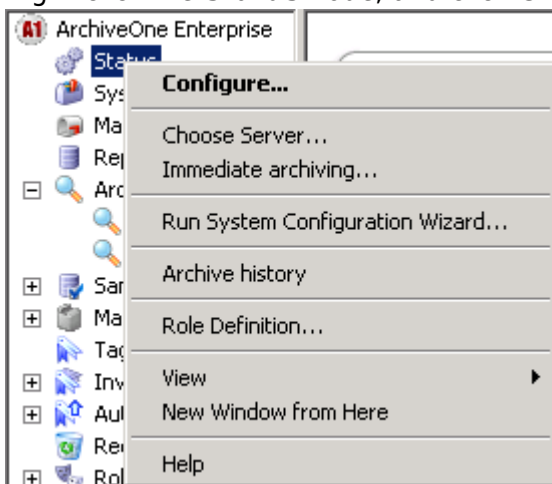 ArchiveOne Enterprise
Status
Configure...
Choose Server...
Immediate archiving...
Run System Configuration Wizard...
Archive history
Role Definition...
View
New Window from Here
Help